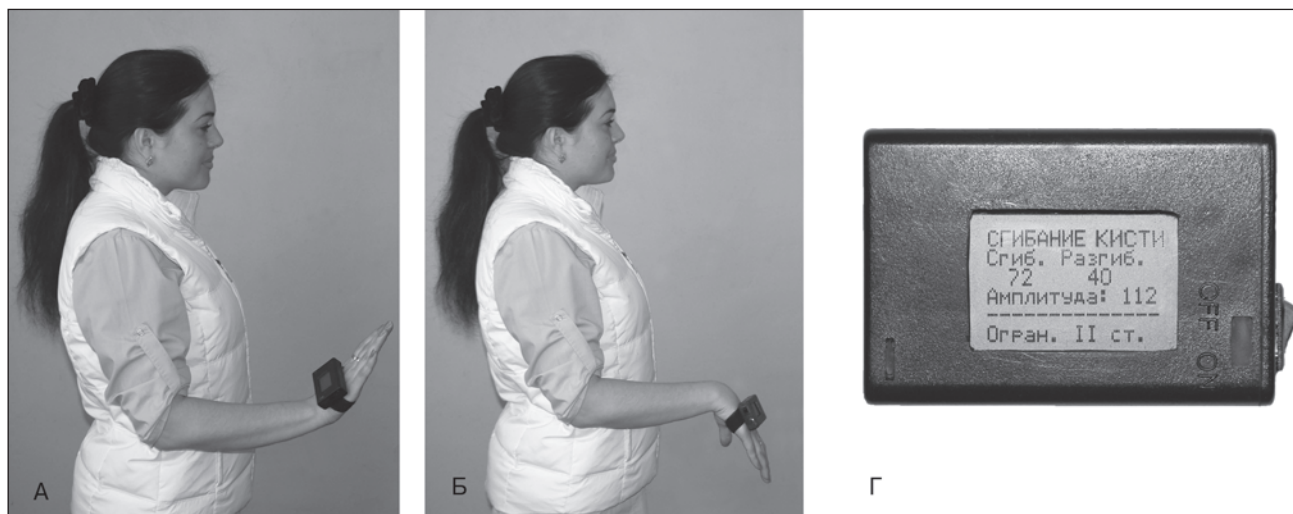 А
Б
Г
СГИБАНИЕ КИСТИ
Сгиб. Разгиб.
72 40
Амплитуда: 112
---------------
Огран. II ст.
OFF ON